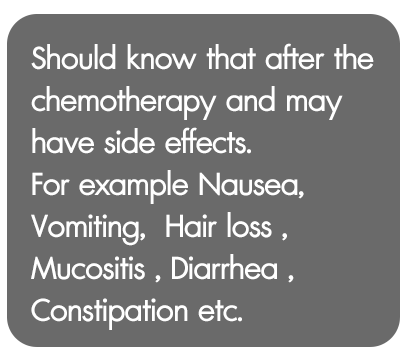 Should know that after the
chemotherapy and may
have side effects.
For example Nausea,
Vomiting,  Hair loss ,
Mucositis , Diarrhea ,
Constipation etc.